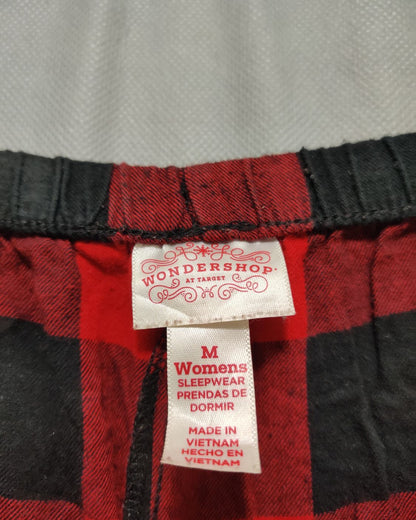 WONDERSHOP
AT TARGET
M
Womens
SLEEPWEAR
PRENDAS DE
DORMIR
MADE IN
VIETNAM
HECHO EN
VIETNAM